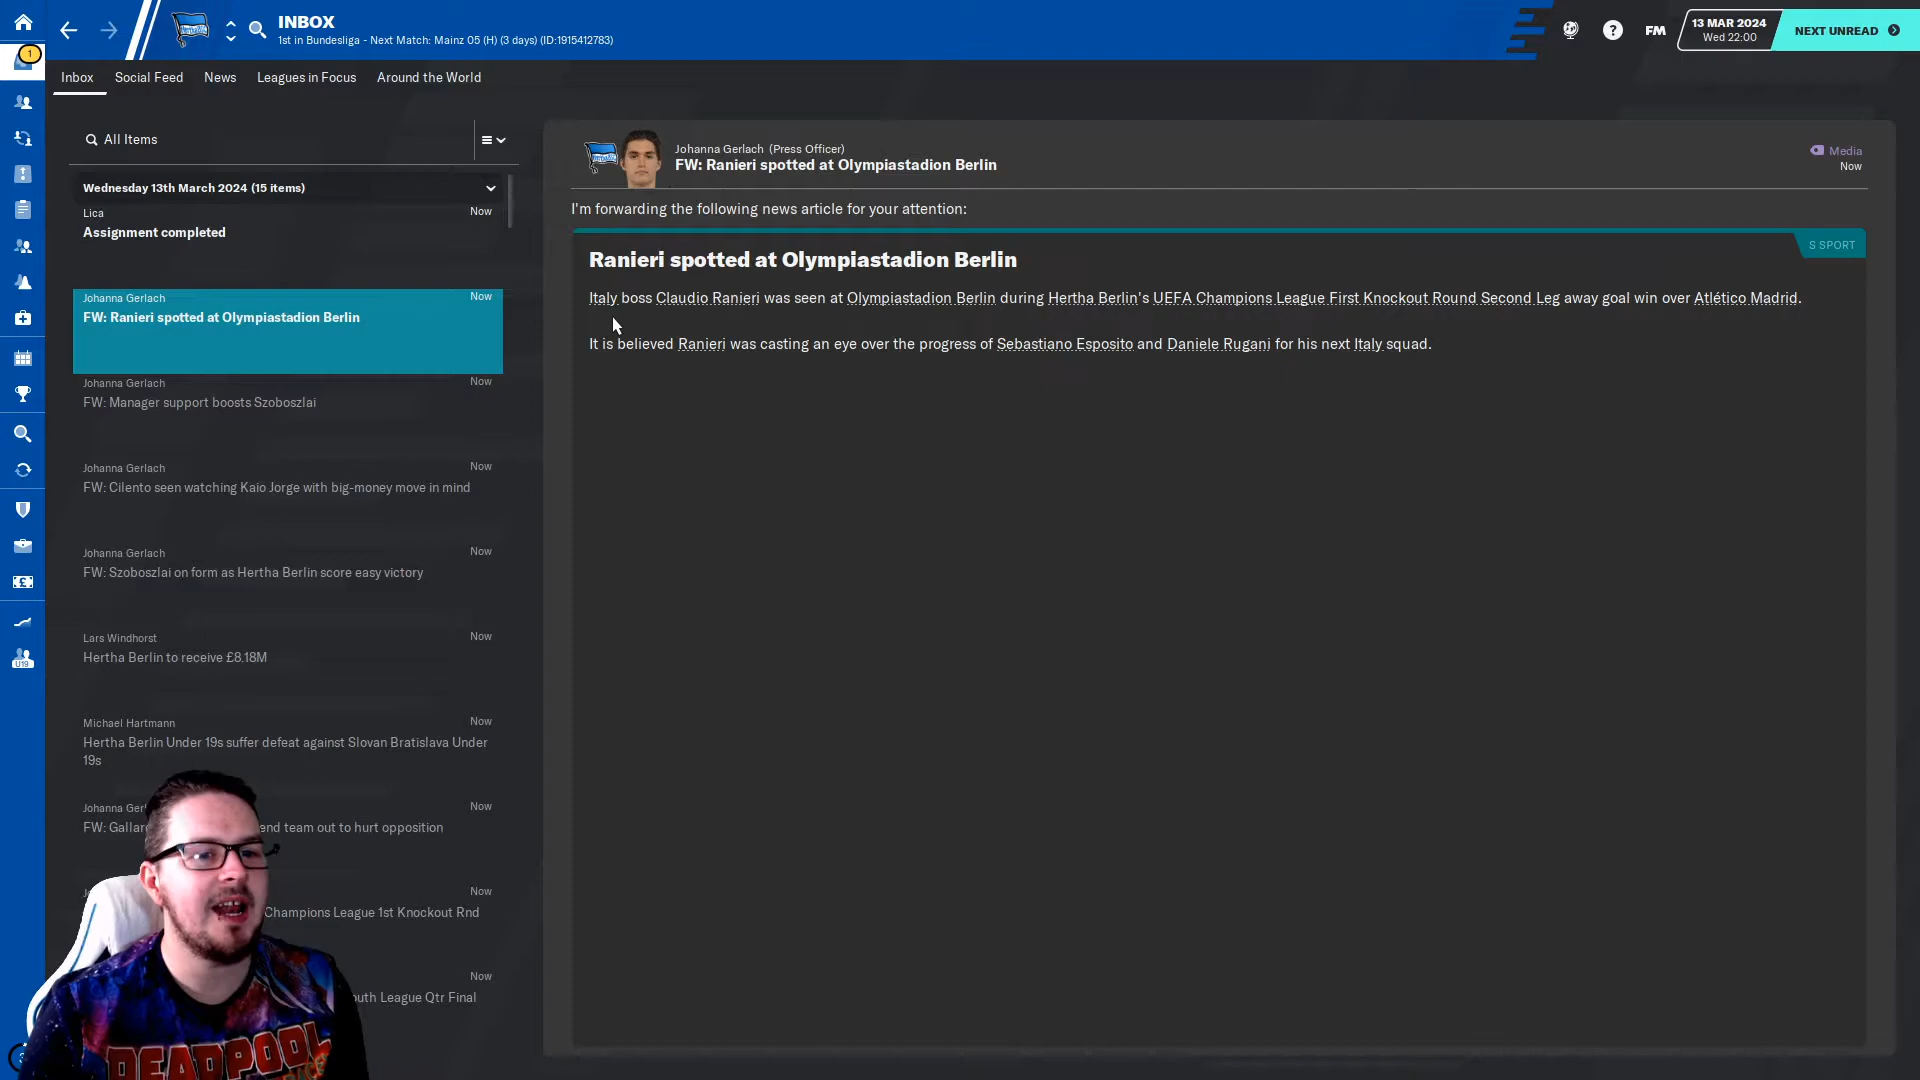 INBOX
1st in Bundesliga - Next Match: Mainz 05 (H) (3 days) (ID:1915412783)
FM
13 MAR 2024
Wed 22:00
NEXT UNREAD
1
Inbox
Social Feed
News
Leagues in Focus
Around the World
All Items
Wednesday 13th March 2024 (15 items)
Lica
Now
Assignment completed
Johanna Gerlach
Now
FW: Ranieri spotted at Olympiastadion Berlin
Johanna Gerlach
Now
FW: Manager support boosts Szoboszlai
Johanna Gerlach
Now
FW: Cilento seen watching Kaio Jorge with big-money move in mind
Johanna Gerlach
Now
FW: Szoboszlai on form as Hertha Berlin score easy victory
Lars Windhorst
Now
Hertha Berlin to receive £8.18M
Michael Hartmann
Now
Hertha Berlin Under 19s suffer defeat against Slovan Bratislava Under
19s
Johanna
Now
FW:
team out to hurt opposition
Now
Champions League 1st Knockout Rnd
Now
League Qtr Final
U19
Johanna Gerlach (Press Officer)
FW: Ranieri spotted at Olympiastadion Berlin
Media
Now
I'm forwarding the following news article for your attention:
S SPORT
Ranieri spotted at Olympiastadion Berlin
Italy boss Claudio Ranieri was seen at Olympiastadion Berlin during Hertha Berlin's UEFA Champions League First Knockout Round Second Leg away goal win over Atlético Madrid.
It is believed Ranieri was casting an eye over the progress of Sebastiano Esposito and Daniele Rugani for his next Italy squad.
DEADPOOL